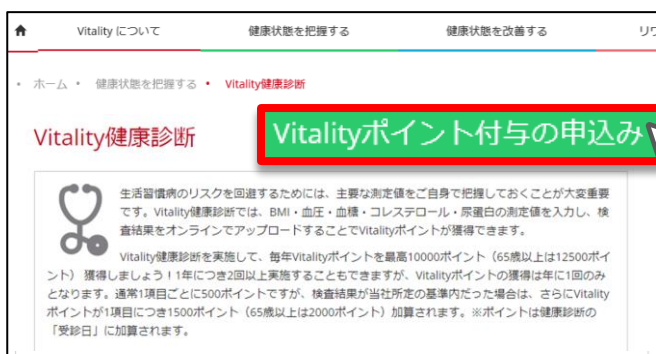 Vitality について 健康状態を把握する 健康状態を改善する リワ
• ホーム • 健康状態を把握する • Vitality健康診断
Vitality健康診断
Vitalityポイント付与の申込み
生活習慣病のリスクを回避するためには、主要な測定値をご自身で把握しておくことが大変重要
です。Vitality健康診断では、BMI・血圧・血糖・コレステロール・尿蛋白の測定値を入力し、検
査結果をオンラインでアップロードすることでVitalityポイントが獲得できます。
Vitality健康診断を実施して、毎年Vitalityポイントを最高10000ポイント（65歳以上は12500ポイ
ント） 獲得しましょう！1年につき2回以上実施することもできますが、Vitalityポイントの獲得は年に1回のみ
となります。通常1項目ごとに500ポイントですが、検査結果が当社所定の基準内だった場合は、さらにVitality
ポイントが1項目につき1500ポイント（65歳以上は2000ポイント）加算されます。※ポイントは健康診断の
「受診日」に加算されます。